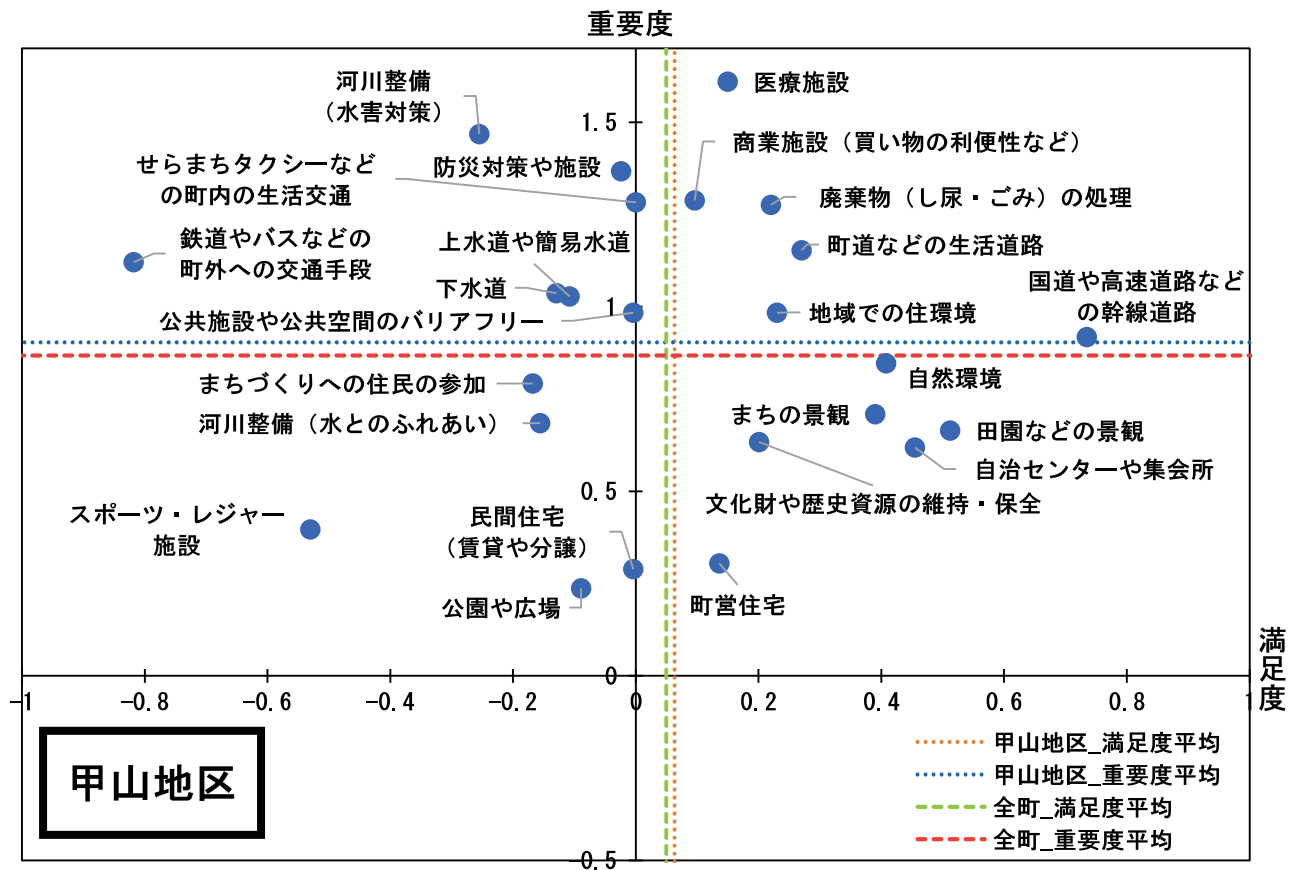 重要度
河川整備
（水害対策）
医療施設
1.5
商業施設（買い物の利便性など）
せらまちタクシーなど
の町内の生活交通
防災対策や施設
廃棄物（し尿・ごみ）の処理
鉄道やバスなどの
町外への交通手段
上水道や簡易水道
町道などの生活道路
下水道
国道や高速道路など
の幹線道路
1
公共施設や公共空間のバリアフリー
地域での住環境
まちづくりへの住民の参加
自然環境
河川整備（水とのふれあい）
まちの景観
田園などの景観
自治センターや集会所
0.5
文化財や歴史資源の維持・保全
スポーツ・レジャー
施設
民間住宅
（賃貸や分譲）
公園や広場
町営住宅
満足度
0
-1
-0.8
-0.6
-0.4
-0.2
0
0.2
0.4
0.6
0.8
1
甲山地区
甲山地区_満足度平均
甲山地区_重要度平均
全町_満足度平均
全町_重要度平均
-0.5